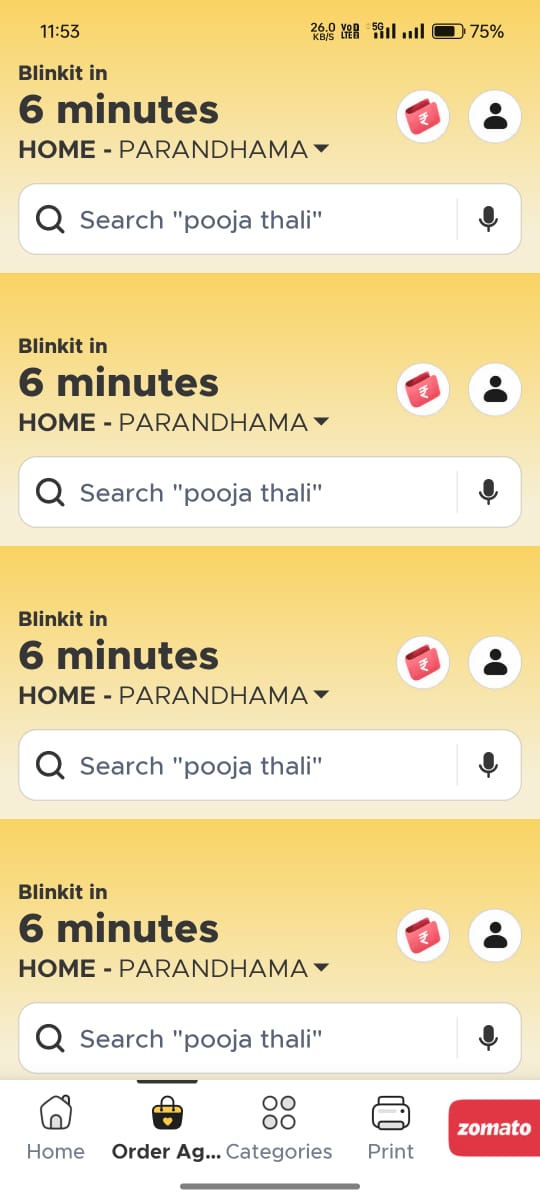 11:53 26.0 KB/S VoD LTE 5G 75%
Blinkit in
6 minutes
HOME - PARANDHAMA
Search "pooja thali"
Blinkit in
6 minutes
HOME - PARANDHAMA
Search "pooja thali"
Blinkit in
6 minutes
HOME - PARANDHAMA
Search "pooja thali"
Blinkit in
6 minutes
HOME - PARANDHAMA
Search "pooja thali"
Home Order Ag... Categories Print zomato